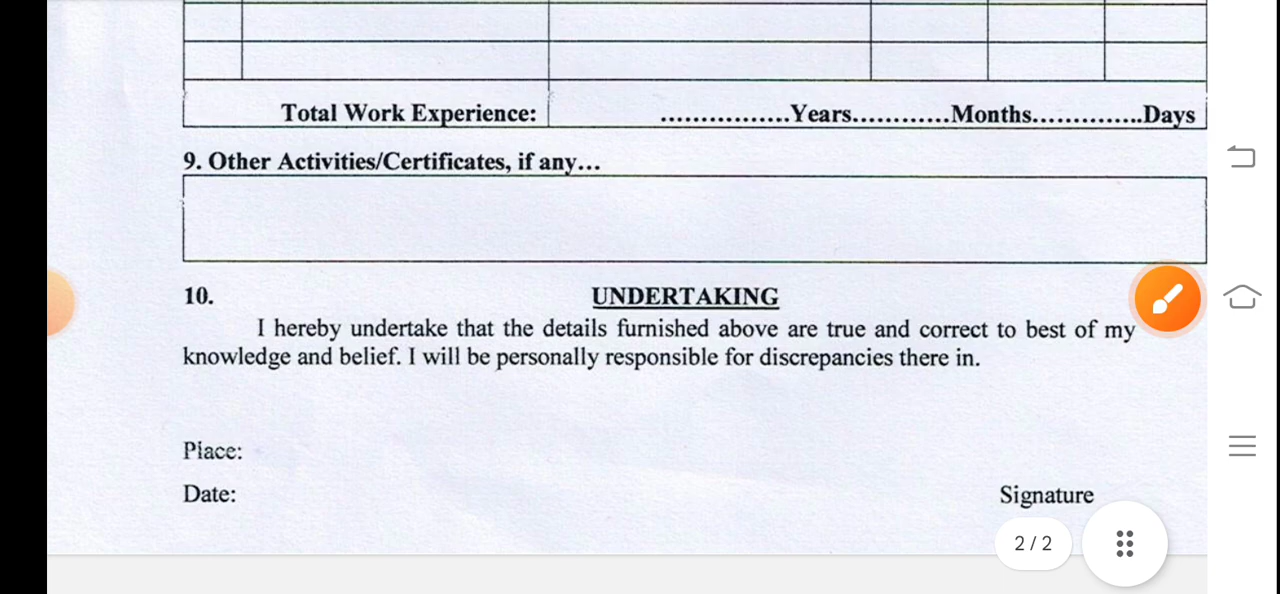 Total Work Experience: ................Years............Months..............Days
9. Other Activities/Certificates, if any…
10. UNDERTAKING
I hereby undertake that the details furnished above are true and correct to best of my
knowledge and belief. I will be personally responsible for discrepancies there in.
Place:
Date: Signature
2 / 2